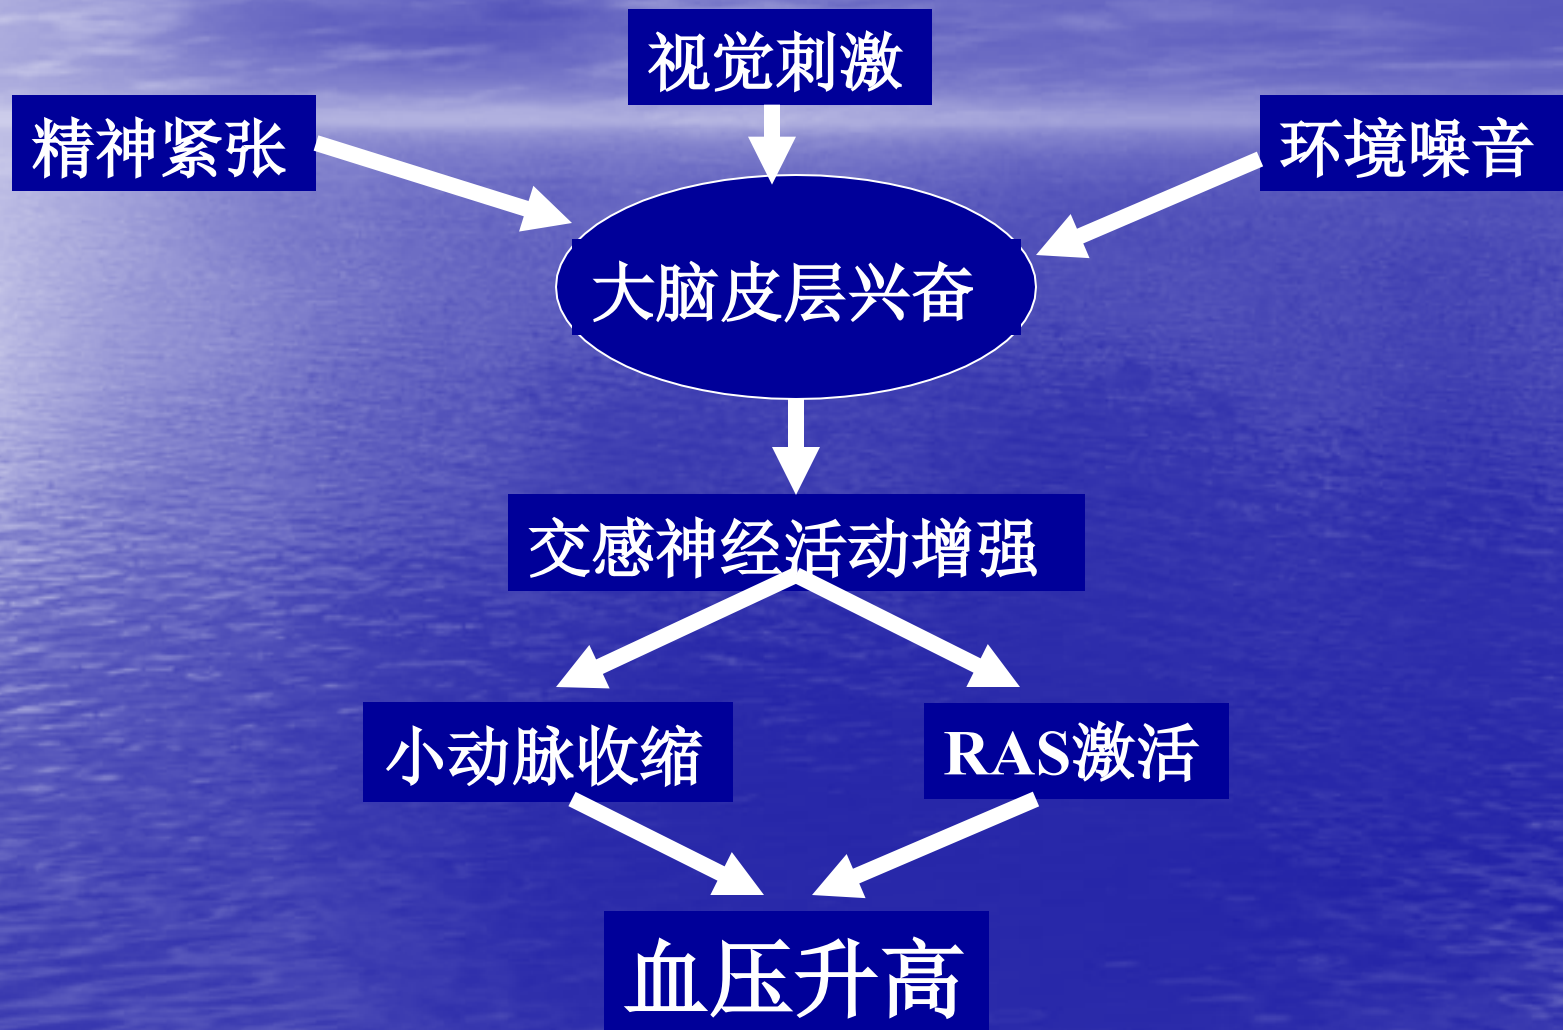 视觉刺激
精神紧张
环境噪音
大脑皮层兴奋
交感神经活动增强
小动脉收缩
RAS激活
血压升高